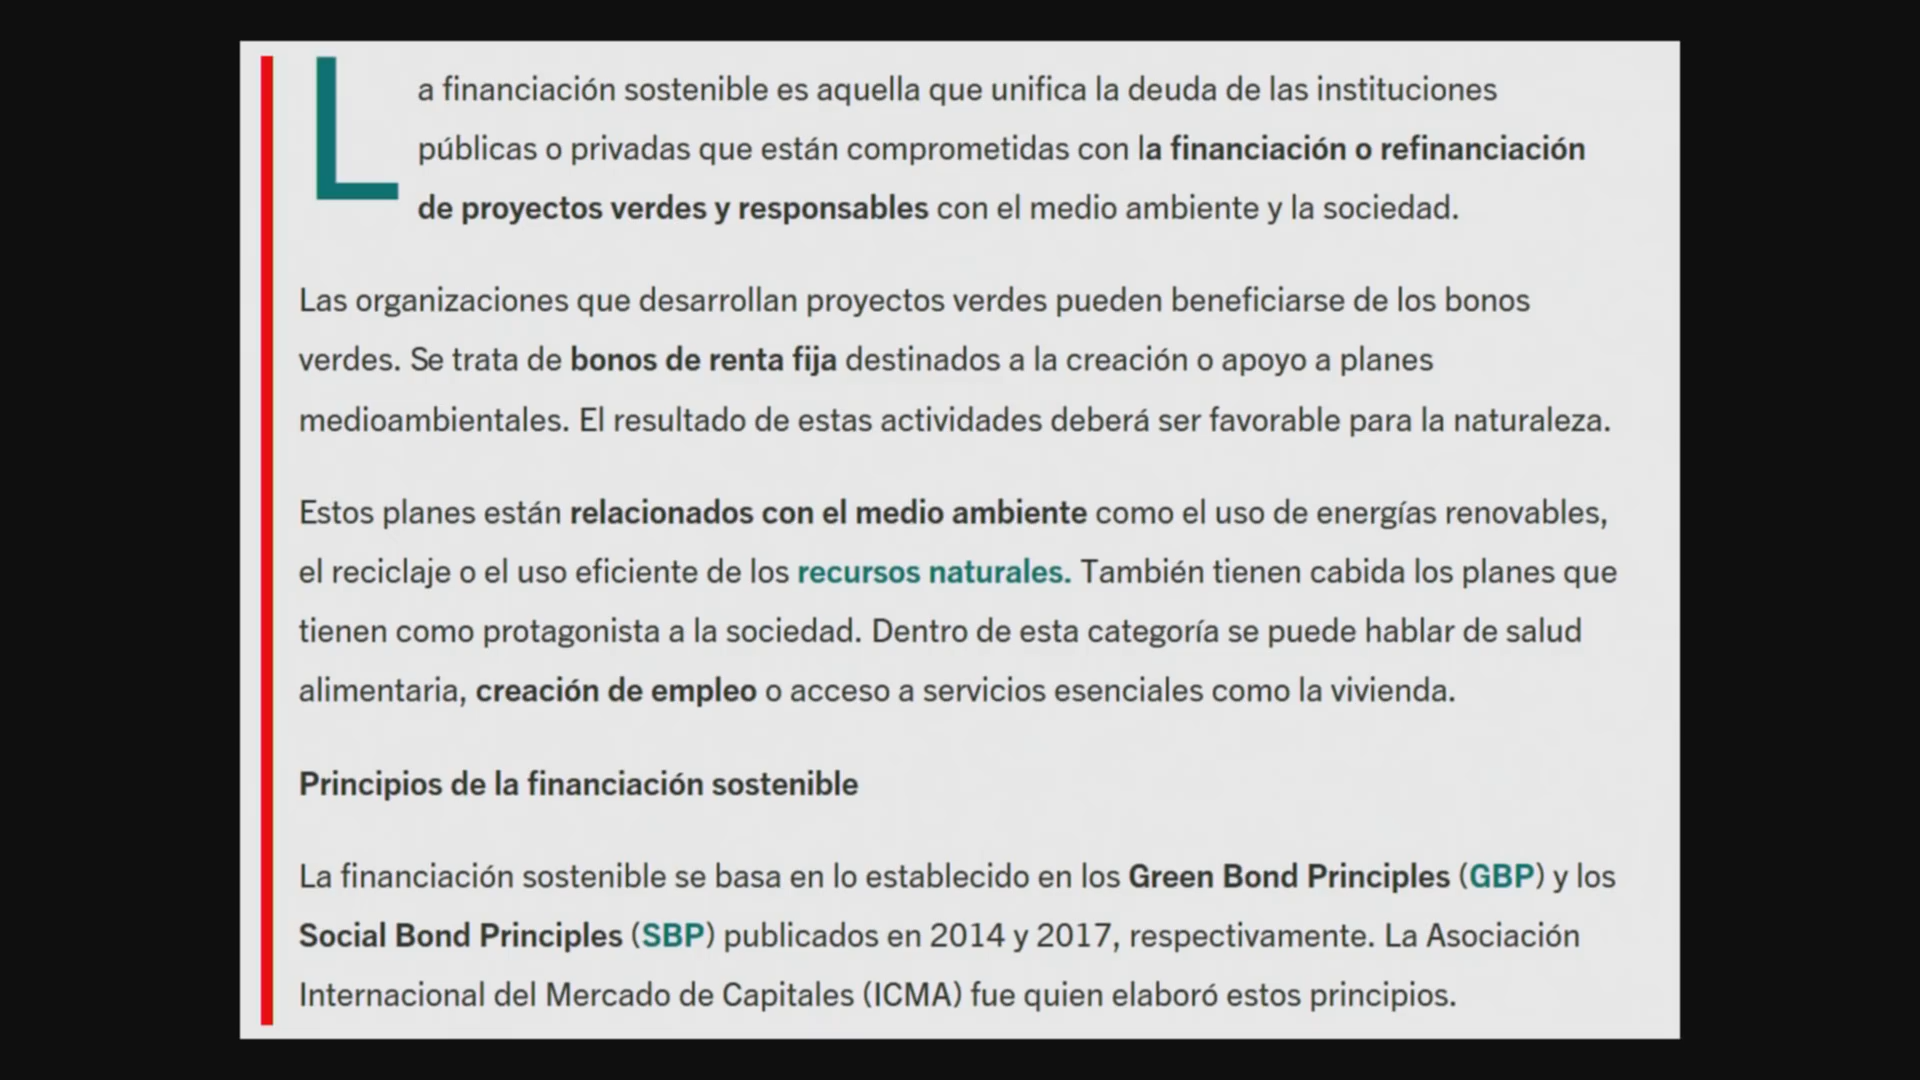 La financiación sostenible es aquella que unifica la deuda de las instituciones
públicas o privadas que están comprometidas con la financiación o refinanciación
de proyectos verdes y responsables con el medio ambiente y la sociedad.
Las organizaciones que desarrollan proyectos verdes pueden beneficiarse de los bonos
verdes. Se trata de bonos de renta fija destinados a la creación o apoyo a planes
medioambientales. El resultado de estas actividades deberá ser favorable para la naturaleza.
Estos planes están relacionados con el medio ambiente como el uso de energías renovables,
el reciclaje o el uso eficiente de los recursos naturales. También tienen cabida los planes que
tienen como protagonista a la sociedad. Dentro de esta categoría se puede hablar de salud
alimentaria, creación de empleo o acceso a servicios esenciales como la vivienda.
Principios de la financiación sostenible
La financiación sostenible se basa en lo establecido en los Green Bond Principles (GBP) y los
Social Bond Principles (SBP) publicados en 2014 y 2017, respectivamente. La Asociación
Internacional del Mercado de Capitales (ICMA) fue quien elaboró estos principios.